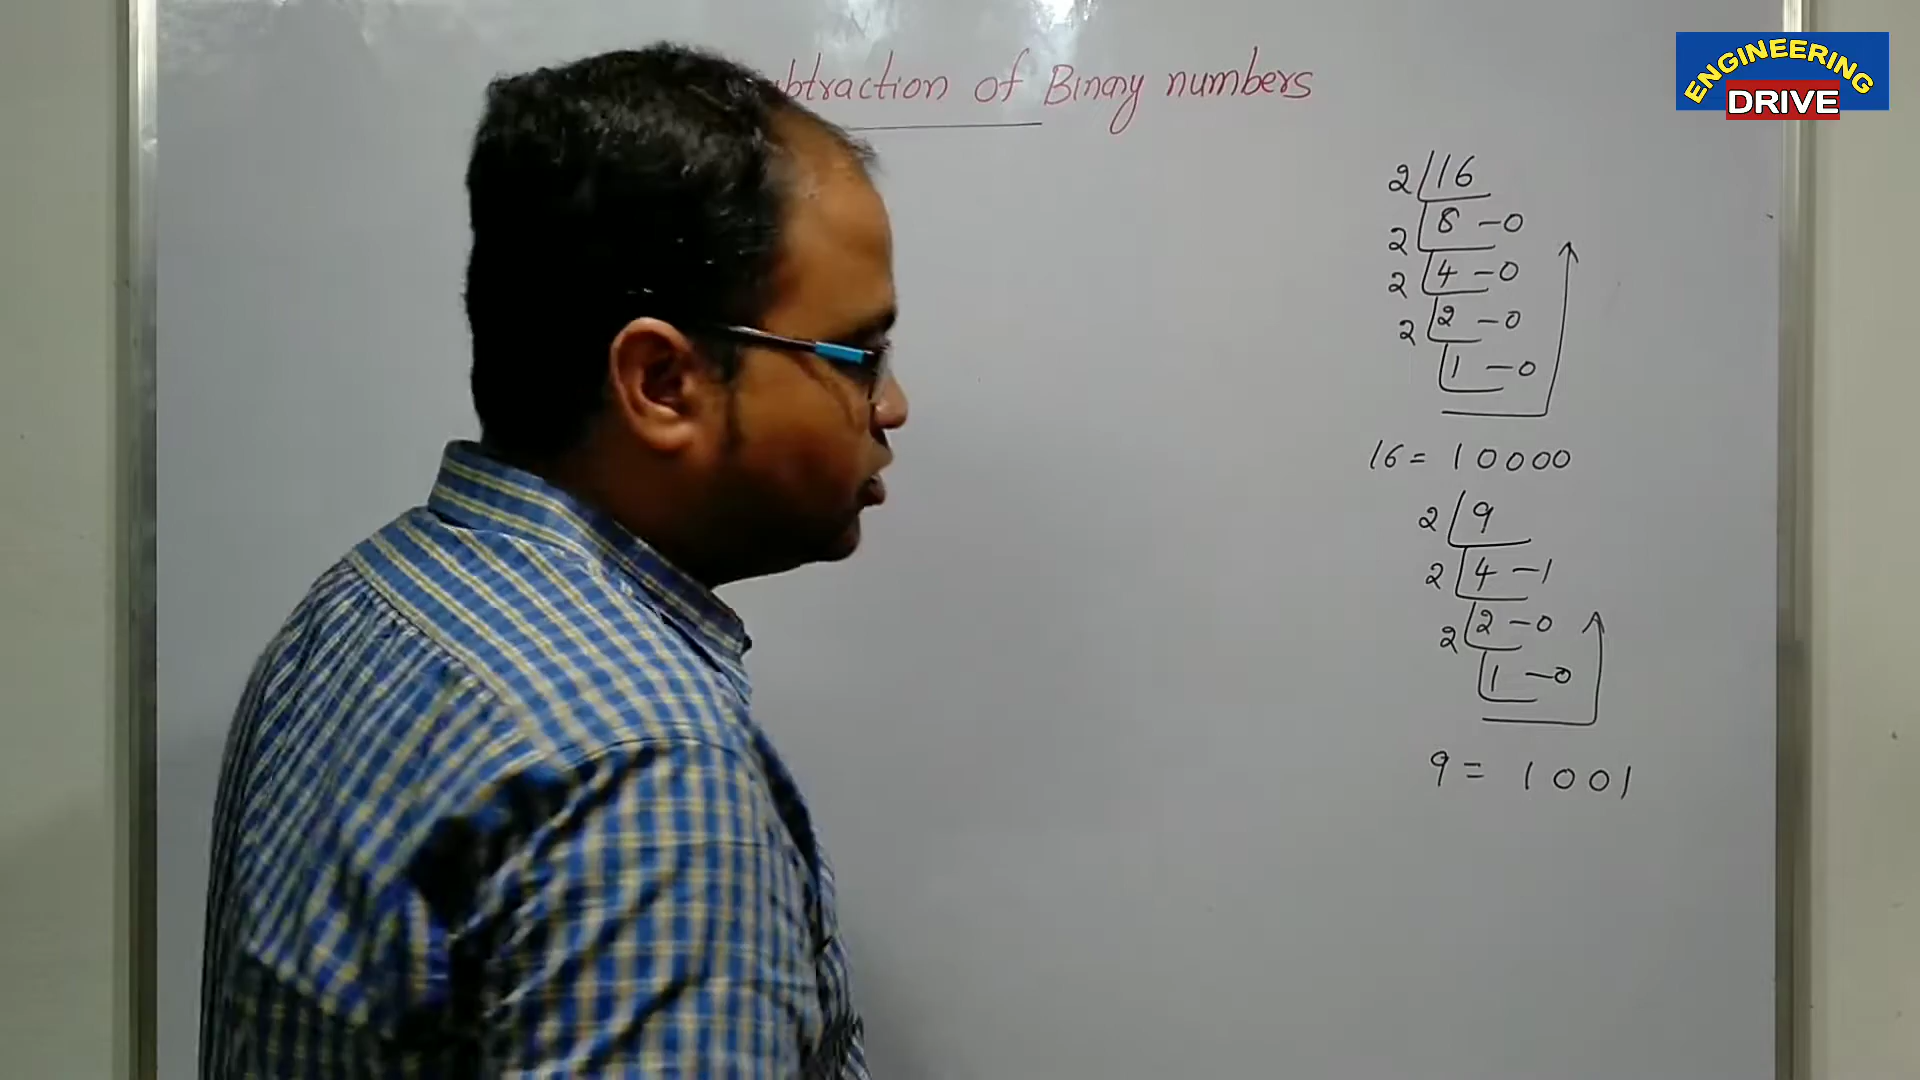 of Binary numbers
ENGINEERING
DRIVE
2 16
2 8 - 0
2 4 - 0
2 2 - 0
1 - 0
16 = 10000
2 9
2 4 - 1
2 2 - 0
1 - 0
9 = 1001